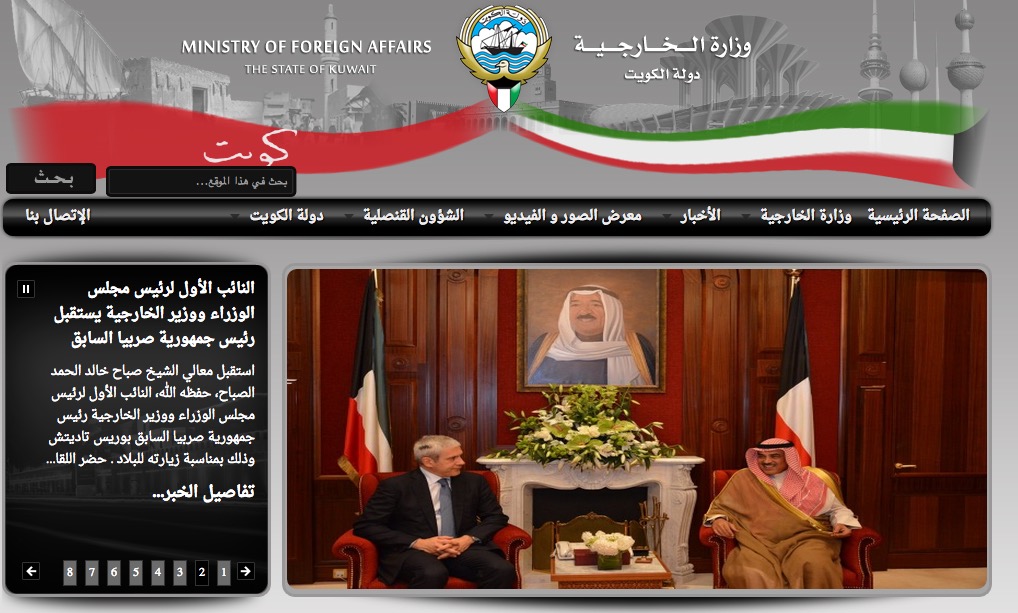 MINISTRY OF FOREIGN AFFAIRS
THE STATE OF KUWAIT
دولة الكويت
وزارة الـخـارجيـة
دولة الكويت
كويت
بحث
بحث في هذا الموقع...
الصفحة الرئيسية وزارة الخارجية الأخبار معرض الصور و الفيديو الشؤون القنصلية دولة الكويت الإتصال بنا
النائب الأول لرئيس مجلس
الوزراء ووزير الخارجية يستقبل
رئيس جمهورية صربيا السابق
استقبل معالي الشيخ صباح خالد الحمد
الصباح، حفظه الله، النائب الأول لرئيس
مجلس الوزراء ووزير الخارجية رئيس
جمهورية صربيا السابق بوريس تاديتش
وذلك بمناسبة زيارته للبلاد . حضر اللقا...
تفاصيل الخبر...
8 7 6 5 4 3 2 1